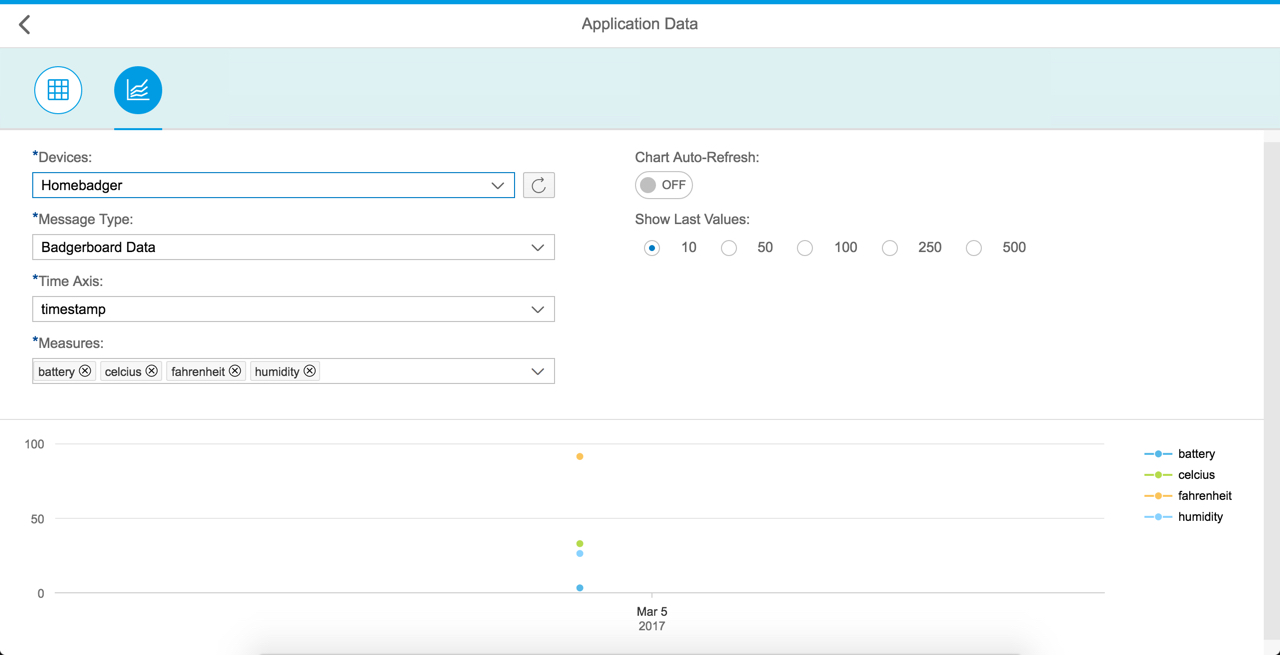 Application Data
*Devices:
Homebadger
*Message Type:
Badgerboard Data
*Time Axis:
timestamp
*Measures:
battery celcius fahrenheit humidity
Chart Auto-Refresh:
OFF
Show Last Values:
10 50 100 250 500
100
50
0
Mar 5
2017
battery
celcius
fahrenheit
humidity